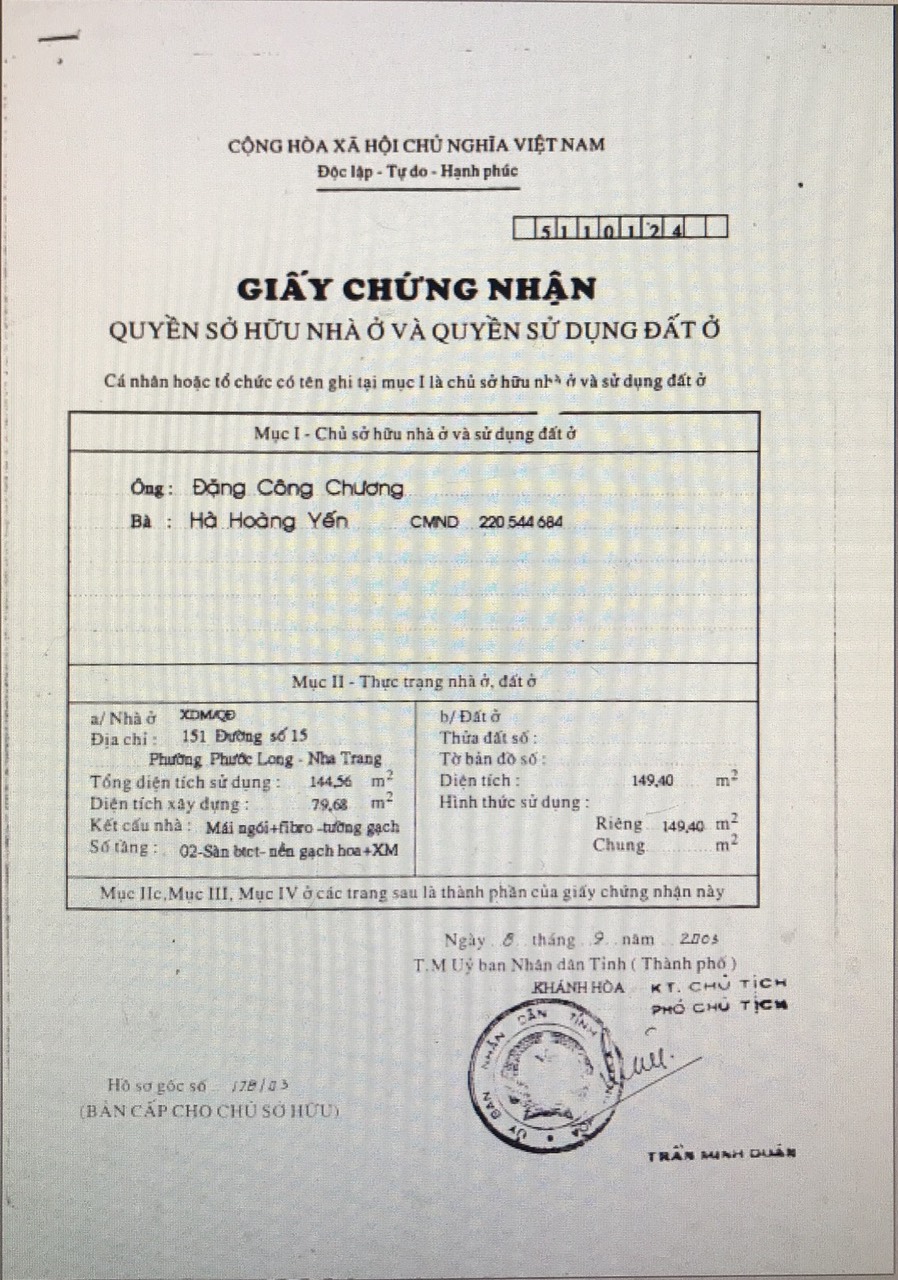 CỘNG HÒA XÃ HỘI CHỦ NGHĨA VIỆT NAM
Độc lập - Tự do - Hạnh phúc
5110124
GIẤY CHỨNG NHẬN
QUYỀN SỞ HỮU NHÀ Ở VÀ QUYỀN SỬ DỤNG ĐẤT Ở
Cá nhân hoặc tổ chức có tên ghi tại mục I là chủ sở hữu nhà ở và sử dụng đất ở
Mục I - Chủ sở hữu nhà ở và sử dụng đất ở
Ông : Đặng Công Chương
Bà : Hà Hoàng Yến CMND 220 544 684
Mục II - Thực trạng nhà ở, đất ở
a/ Nhà ở XDM/QĐ
Địa chỉ : 151 Đường số 15
Phường Phước Long - Nha Trang
Tổng diện tích sử dụng : 144,56 m²
Diện tích xây dựng : 79,68 m²
Kết cấu nhà : Mái ngói+fibro -tường gạch
Số tầng : 02-Sàn btct- nền gạch hoa+XM
b/ Đất ở
Thửa đất số :
Tờ bản đồ số :
Diện tích : 149,40 m²
Hình thức sử dụng :
Riêng 149,40 m²
Chung m²
Mục IIc,Mục III, Mục IV ở các trang sau là thành phần của giấy chứng nhận này
Ngày 8 tháng 9 năm 2003
T.M Uỷ ban Nhân dân Tỉnh ( Thành phố )
KHÁNH HÒA KT. CHỦ TỊCH
PHÓ CHỦ TỊCH
ỦY BAN NHÂN DÂN TỈNH
Hồ sơ gốc số 178/03
(BẢN CẤP CHO CHỦ SỞ HỮU)
TRẦN MINH DUÂN